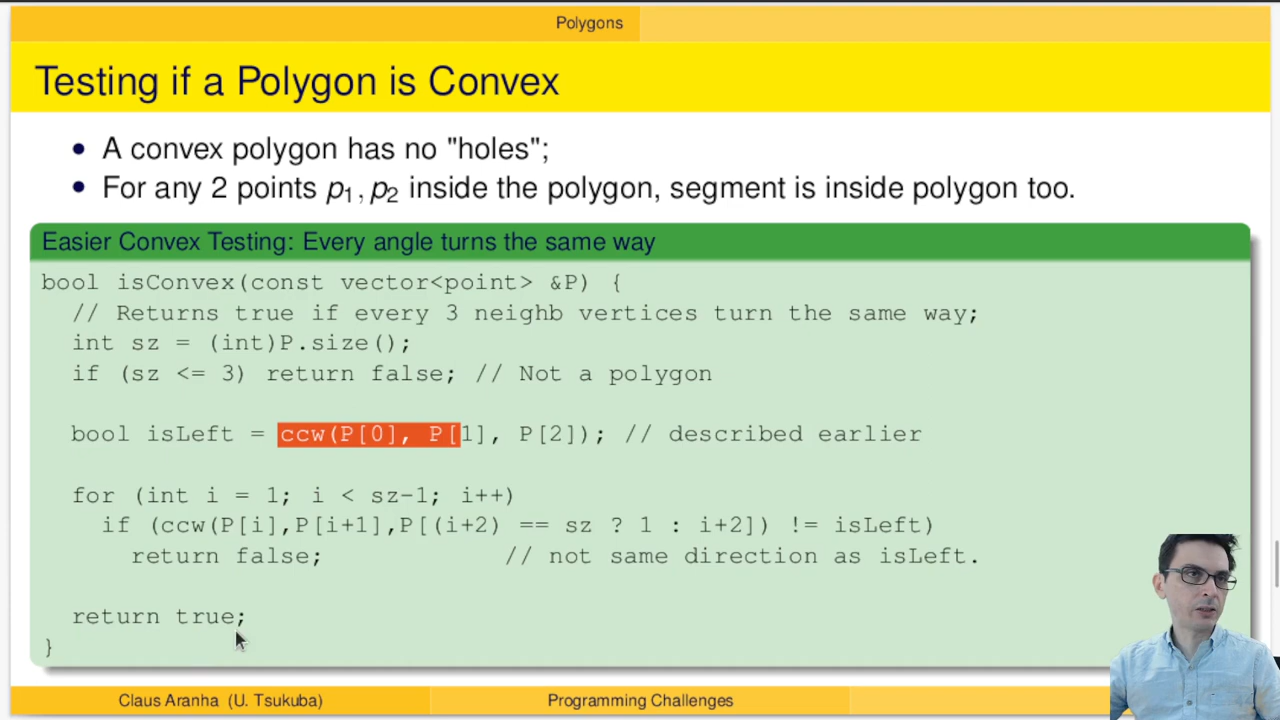 Polygons
Testing if a Polygon is Convex
• A convex polygon has no "holes";
• For any 2 points p₁, p₂ inside the polygon, segment is inside polygon too.
Easier Convex Testing: Every angle turns the same way
bool isConvex(const vector<point> &P) {
// Returns true if every 3 neighb vertices turn the same way;
int sz = (int)P.size();
if (sz <= 3) return false; // Not a polygon
bool isLeft = ccw(P[0], P[1], P[2]); // described earlier
for (int i = 1; i < sz-1; i++)
if (ccw(P[i],P[i+1],P[(i+2) == sz ? 1 : i+2]) != isLeft)
return false; // not same direction as isLeft.
return true;
}
Claus Aranha (U. Tsukuba) Programming Challenges